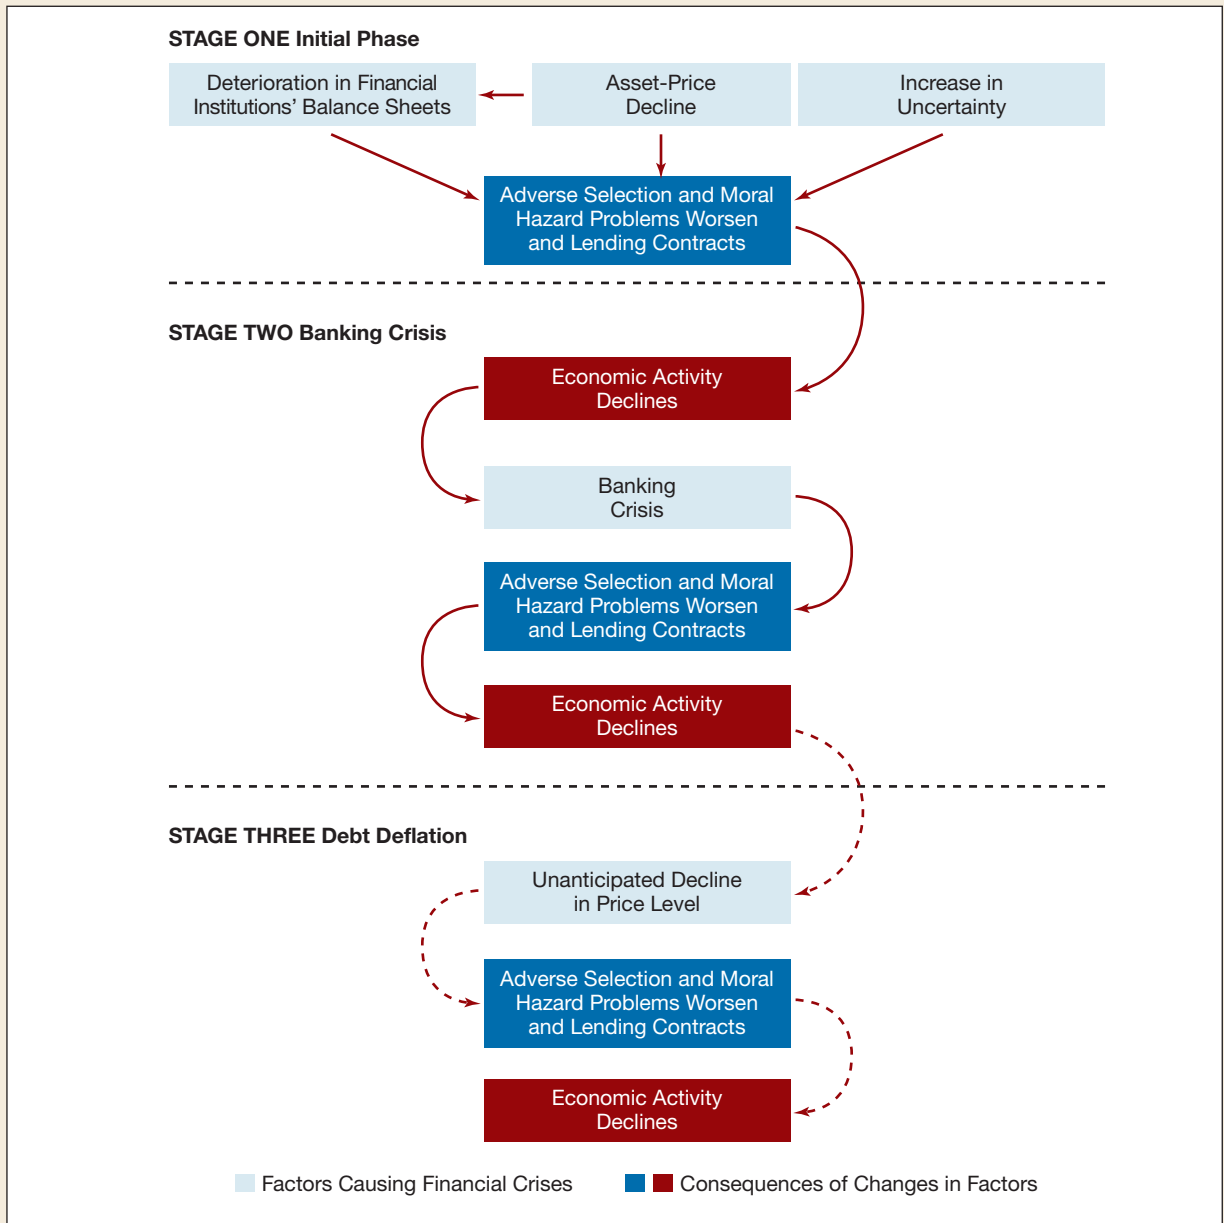 STAGE ONE Initial Phase
Deterioration in Financial
Institutions’ Balance Sheets
Asset-Price
Decline
Increase in
Uncertainty
Adverse Selection and Moral
Hazard Problems Worsen
and Lending Contracts
STAGE TWO Banking Crisis
Economic Activity
Declines
Banking
Crisis
Adverse Selection and Moral
Hazard Problems Worsen
and Lending Contracts
Economic Activity
Declines
STAGE THREE Debt Deflation
Unanticipated Decline
in Price Level
Adverse Selection and Moral
Hazard Problems Worsen
and Lending Contracts
Economic Activity
Declines
Factors Causing Financial Crises
Consequences of Changes in Factors